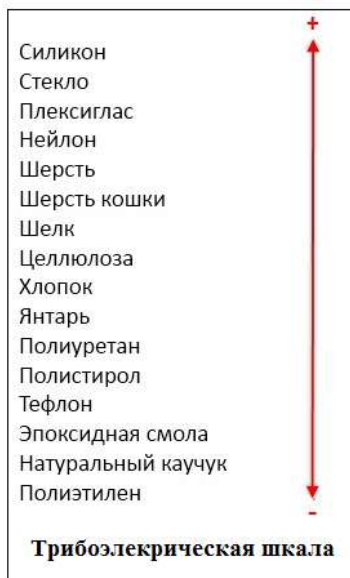 +
Силикон
Стекло
Плексиглас
Нейлон
Шерсть
Шерсть кошки
Шелк
Целлюлоза
Хлопок
Янтарь
Полиуретан
Полистирол
Тефлон
Эпоксидная смола
Натуральный каучук
Полиэтилен
-
Трибоэлекрическая шкала